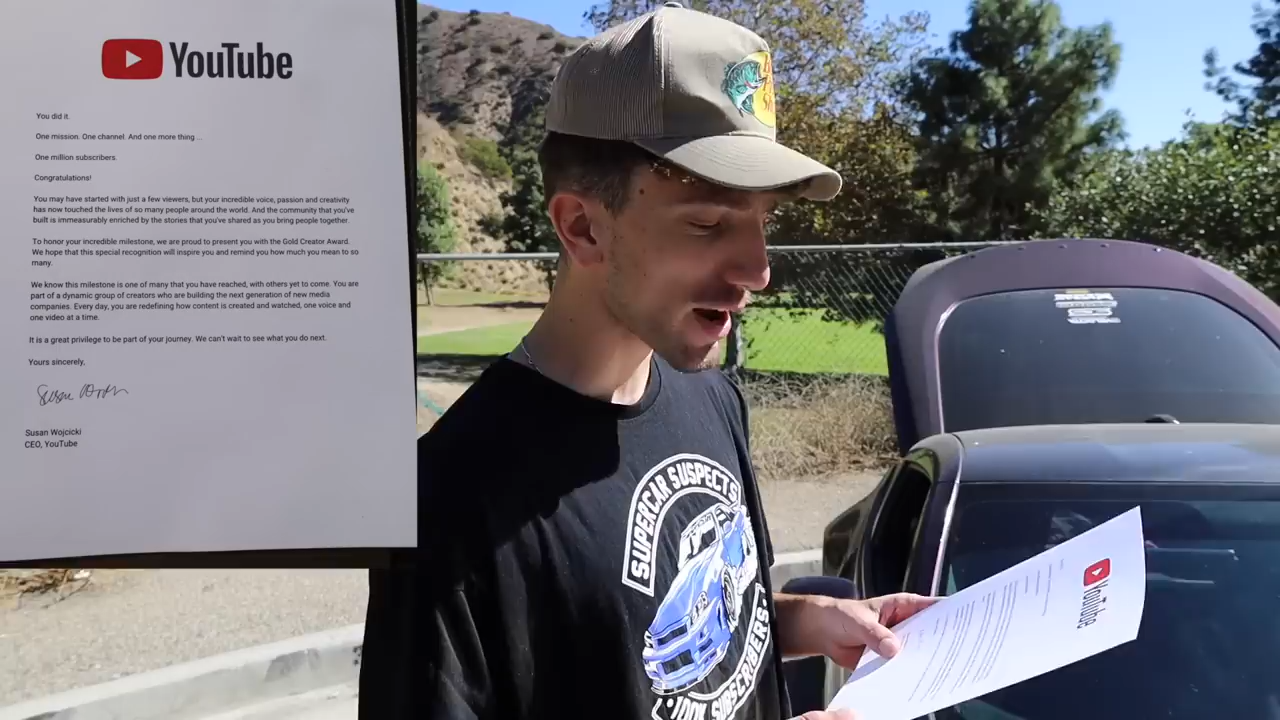 YouTube
You did it.
One mission. One channel. And one more thing ...
One million subscribers.
Congratulations!
You may have started with just a few viewers, but your incredible voice, passion and creativity
has now touched the lives of so many people around the world. And the community that you've
built is immeasurably enriched by the stories that you've shared as you bring people together.
To honor your incredible milestone, we are proud to present you with the Gold Creator Award.
We hope that this special recognition will inspire you and remind you how much you mean to so
many.
We know this milestone is one of many that you have reached, with others yet to come. You are
part of a dynamic group of creators who are building the next generation of new media
companies. Every day, you are redefining how content is created and watched, one voice and
one video at a time.
It is a great privilege to be part of your journey. We can't wait to see what you do next.
Yours sincerely,
Susan Wojcicki
CEO, YouTube
SUPERCAR SUSPECTS
100K SUBSCRIBERS
YouTube